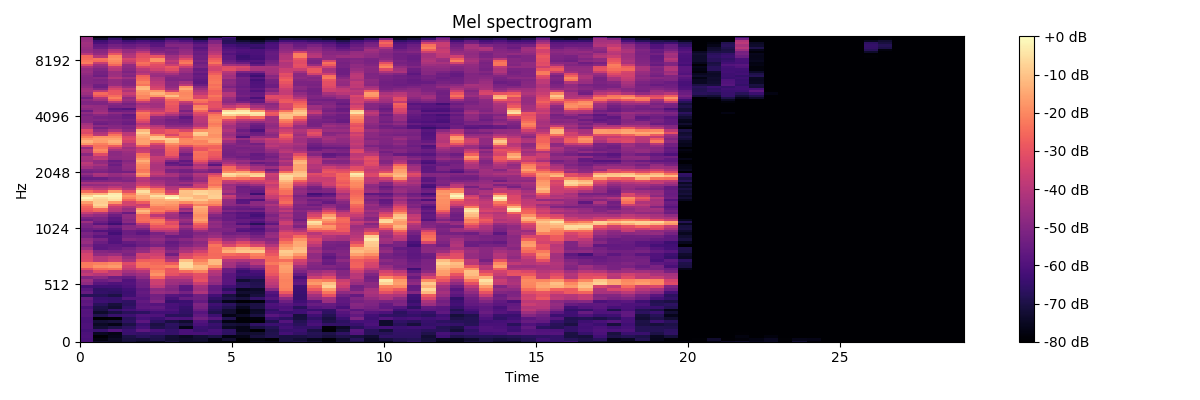 Mel spectrogram
Hz
8192
4096
2048
1024
512
0
0 5 10 15 20 25
Time
+0 dB
-10 dB
-20 dB
-30 dB
-40 dB
-50 dB
-60 dB
-70 dB
-80 dB